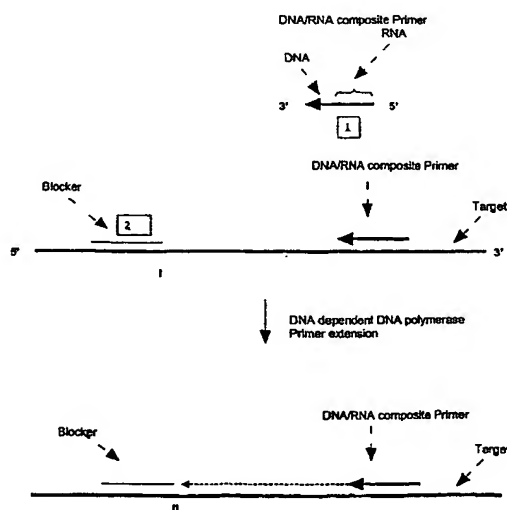 DNA/RNA composite Primer
RNA
DNA
3'
5'
1
DNA/RNA composite Primer
Blocker
2
Target
5'
3'
I
DNA dependent DNA polymerase
Primer extension
DNA/RNA composite Primer
Blocker
Target
II